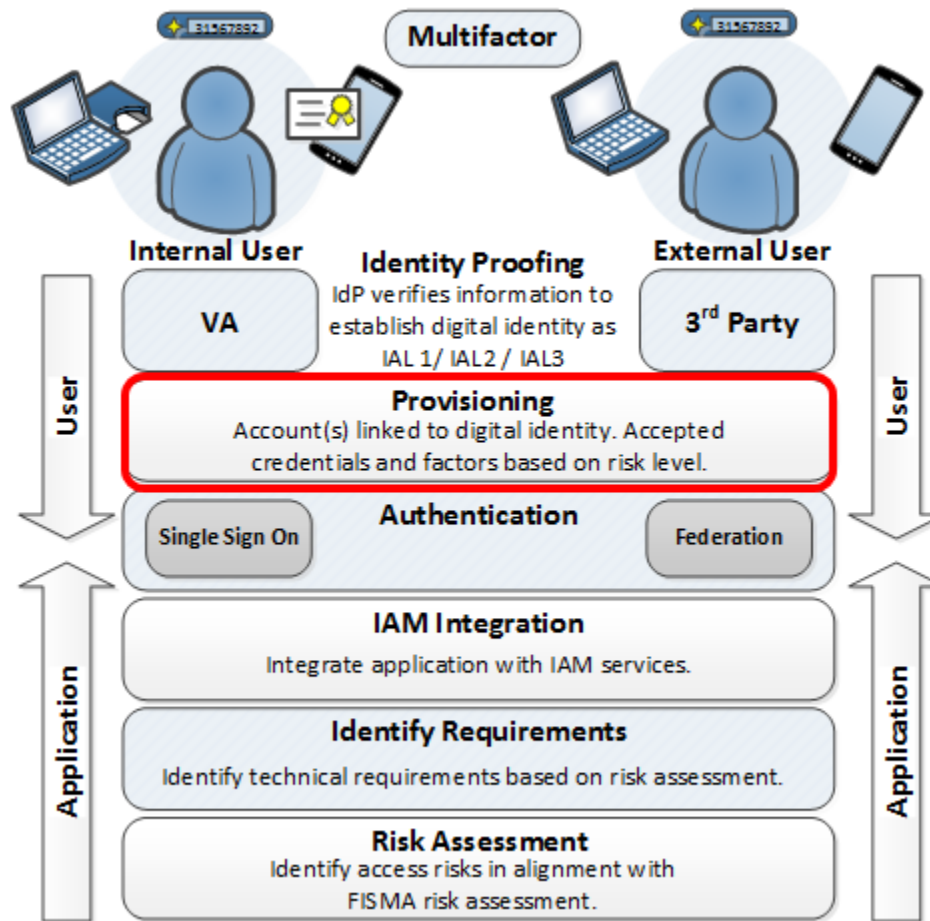 31567892
Multifactor
31567892
Internal User
External User
Identity Proofing
IdP verifies information to
establish digital identity as
IAL 1/ IAL2 / IAL3
VA
3rd Party
User
User
Provisioning
Account(s) linked to digital identity. Accepted
credentials and factors based on risk level.
Authentication
Single Sign On
Federation
Application
Application
IAM Integration
Integrate application with IAM services.
Identify Requirements
Identify technical requirements based on risk assessment.
Risk Assessment
Identify access risks in alignment with
FISMA risk assessment.